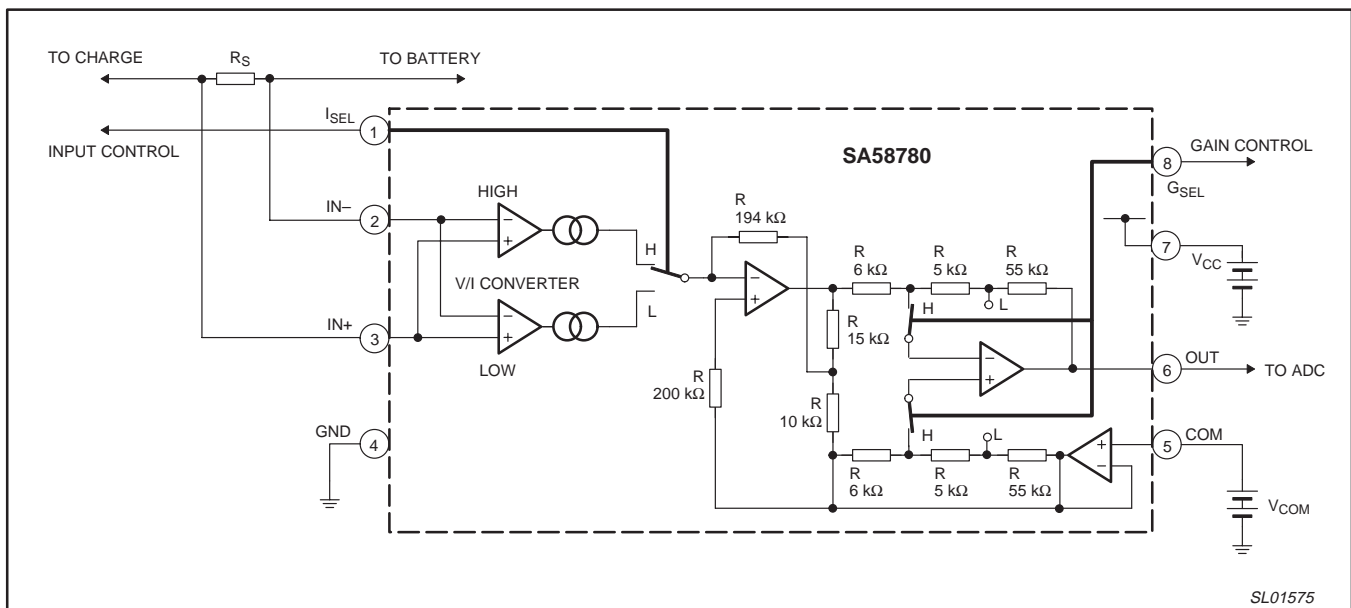 TO CHARGE
R_S
TO BATTERY
I_SEL
1
INPUT CONTROL
SA58780
8
GAIN CONTROL
G_SEL
HIGH
IN–
2
−
+
R
194 kΩ
H
V/I CONVERTER
L
−
+
R
6 kΩ
R
5 kΩ
R
55 kΩ
L
H
7
V_CC
IN+
3
−
+
LOW
R
15 kΩ
−
+
6
OUT
TO ADC
R
200 kΩ
R
10 kΩ
GND
4
H
L
R
6 kΩ
R
5 kΩ
R
55 kΩ
+
−
5
COM
V_COM
SL01575